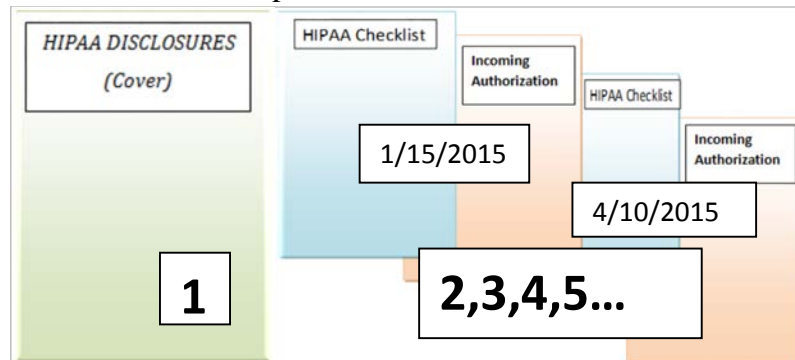 HIPAA DISCLOSURES
(Cover)
1
HIPAA Checklist
Incoming
Authorization
1/15/2015
HIPAA Checklist
Incoming
Authorization
4/10/2015
2,3,4,5...